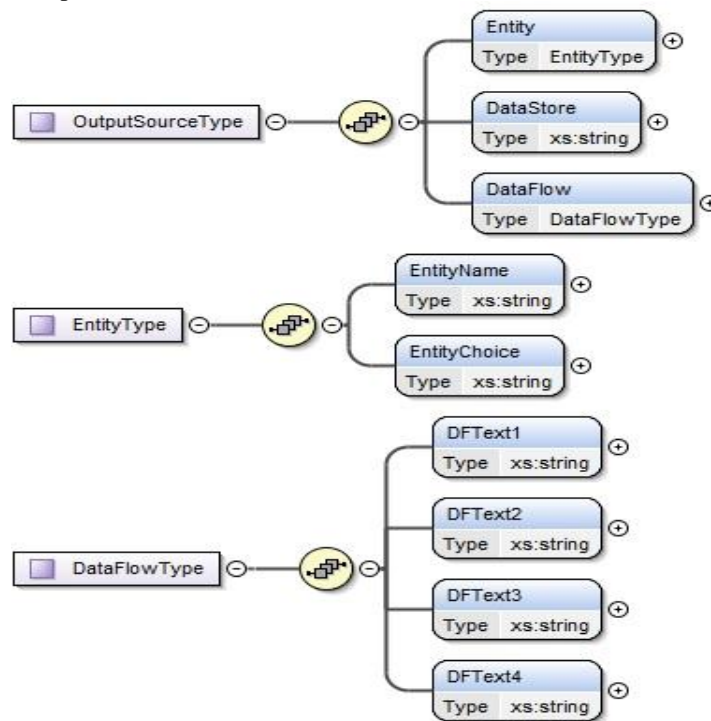 Entity
Type EntityType
OutputSourceType
DataStore
Type xs:string
DataFlow
Type DataFlowType
EntityName
Type xs:string
EntityType
EntityChoice
Type xs:string
DFText1
Type xs:string
DFText2
Type xs:string
DataFlowType
DFText3
Type xs:string
DFText4
Type xs:string